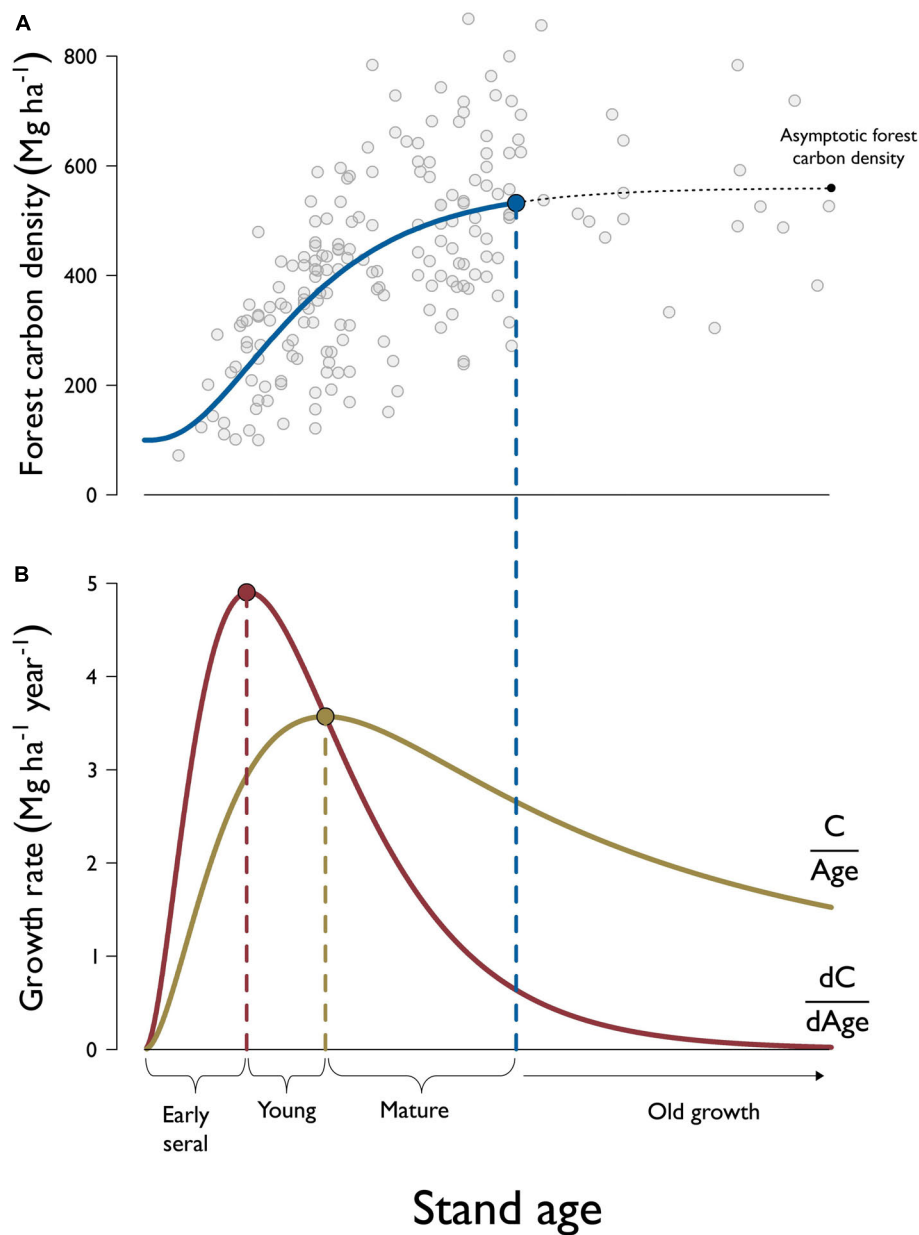 A
Forest carbon density (Mg ha⁻¹)
800
600
400
200
0
Asymptotic forest
carbon density
B
Growth rate (Mg ha⁻¹ year⁻¹)
5
4
3
2
1
0
C
Age
dC
dAge
Early
seral
Young
Mature
Old growth
Stand age